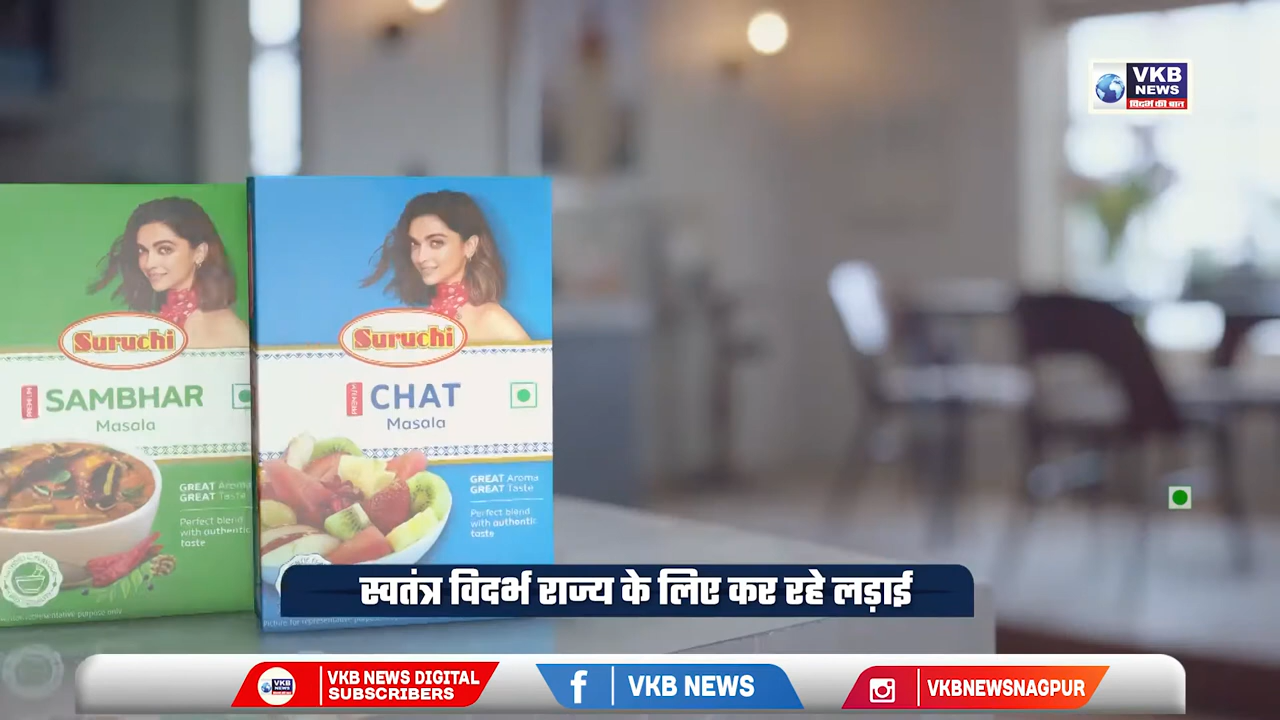 VKB
NEWS
विदर्भ की बात
Suruchi
SAMBHAR
Masala
GREAT Aroma
GREAT Taste
Perfect blend
with authentic
taste
Suruchi
CHAT
Masala
GREAT Aroma
GREAT Taste
Perfect blend
with authentic
taste
स्वतंत्र विदर्भ राज्य के लिए कर रहे लड़ाई
VKB NEWS DIGITAL
SUBSCRIBERS
VKB NEWS
VKBNEWSNAGPUR